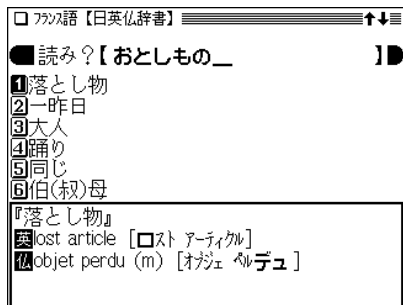 フランス語【日英仏辞書】
読み？【おとしもの_ 】
1落とし物
2一昨日
3大人
4踊り
5同じ
6伯(叔)母
『落とし物』
英lost article [ロスト アーティクル]
仏objet perdu (m) [オブジェ ペルデュ]